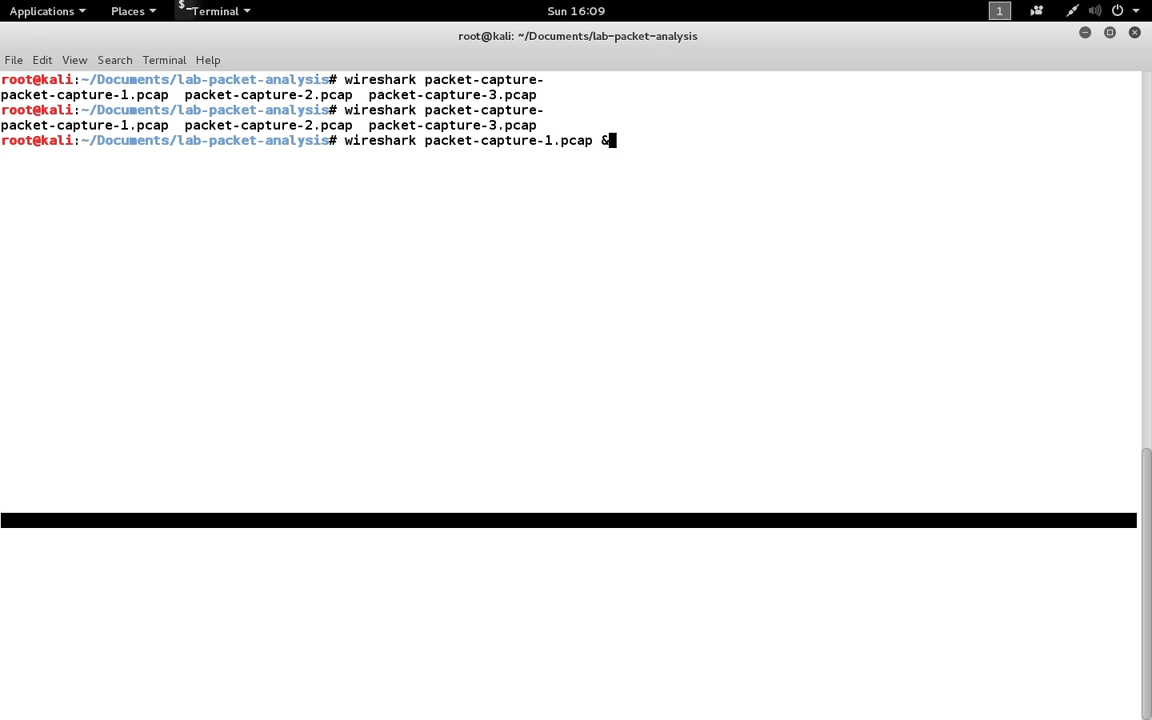 Applications Places $_ Terminal Sun 16:09 1
root@kali: ~/Documents/lab-packet-analysis
File Edit View Search Terminal Help
root@kali:~/Documents/lab-packet-analysis# wireshark packet-capture-
packet-capture-1.pcap  packet-capture-2.pcap  packet-capture-3.pcap
root@kali:~/Documents/lab-packet-analysis# wireshark packet-capture-
packet-capture-1.pcap  packet-capture-2.pcap  packet-capture-3.pcap
root@kali:~/Documents/lab-packet-analysis# wireshark packet-capture-1.pcap &